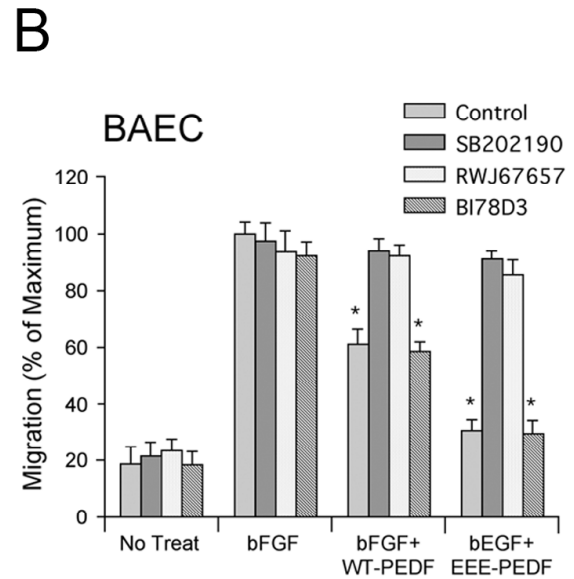 B
BAEC
Control
SB202190
RWJ67657
BI78D3
Migration (% of Maximum)
120
100
80
60
40
20
0
* * * *
No Treat bFGF bFGF+ WT-PEDF bEGF+ EEE-PEDF